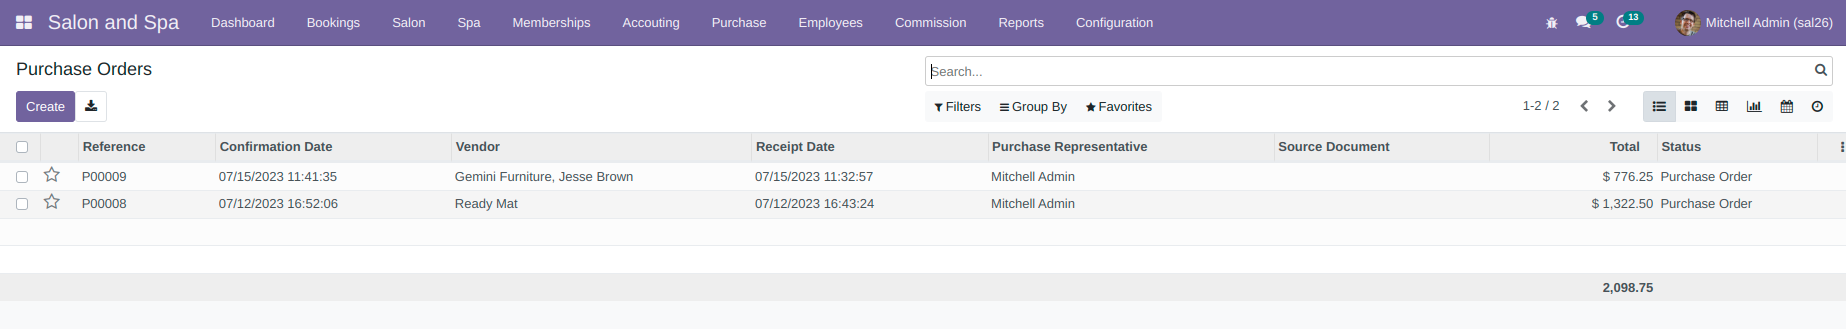 Salon and Spa Dashboard Bookings Salon Spa Memberships Accouting Purchase Employees Commission Reports Configuration 5 13 Mitchell Admin (sal26)
Purchase Orders Search...
Create Filters Group By Favorites 1-2 / 2
Reference Confirmation Date Vendor Receipt Date Purchase Representative Source Document Total Status
P00009 07/15/2023 11:41:35 Gemini Furniture, Jesse Brown 07/15/2023 11:32:57 Mitchell Admin $ 776.25 Purchase Order
P00008 07/12/2023 16:52:06 Ready Mat 07/12/2023 16:43:24 Mitchell Admin $ 1,322.50 Purchase Order
2,098.75